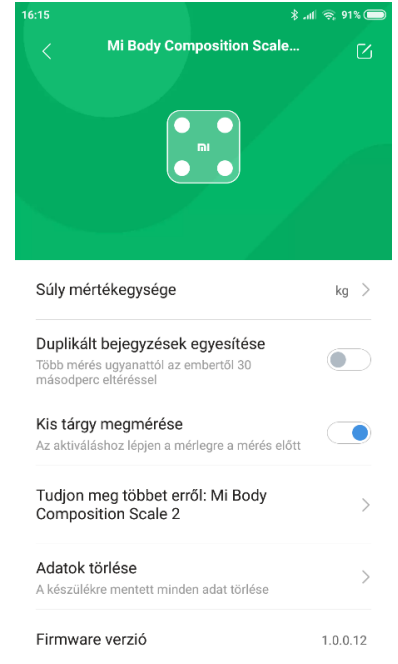 16:15 91%
Mi Body Composition Scale...
mi
Súly mértékegysége kg
Duplikált bejegyzések egyesítése
Több mérés ugyanattól az embertől 30
másodperc eltéréssel
Kis tárgy megmérése
Az aktiváláshoz lépjen a mérlegre a mérés előtt
Tudjon meg többet erről: Mi Body
Composition Scale 2
Adatok törlése
A készülékre mentett minden adat törlése
Firmware verzió 1.0.0.12